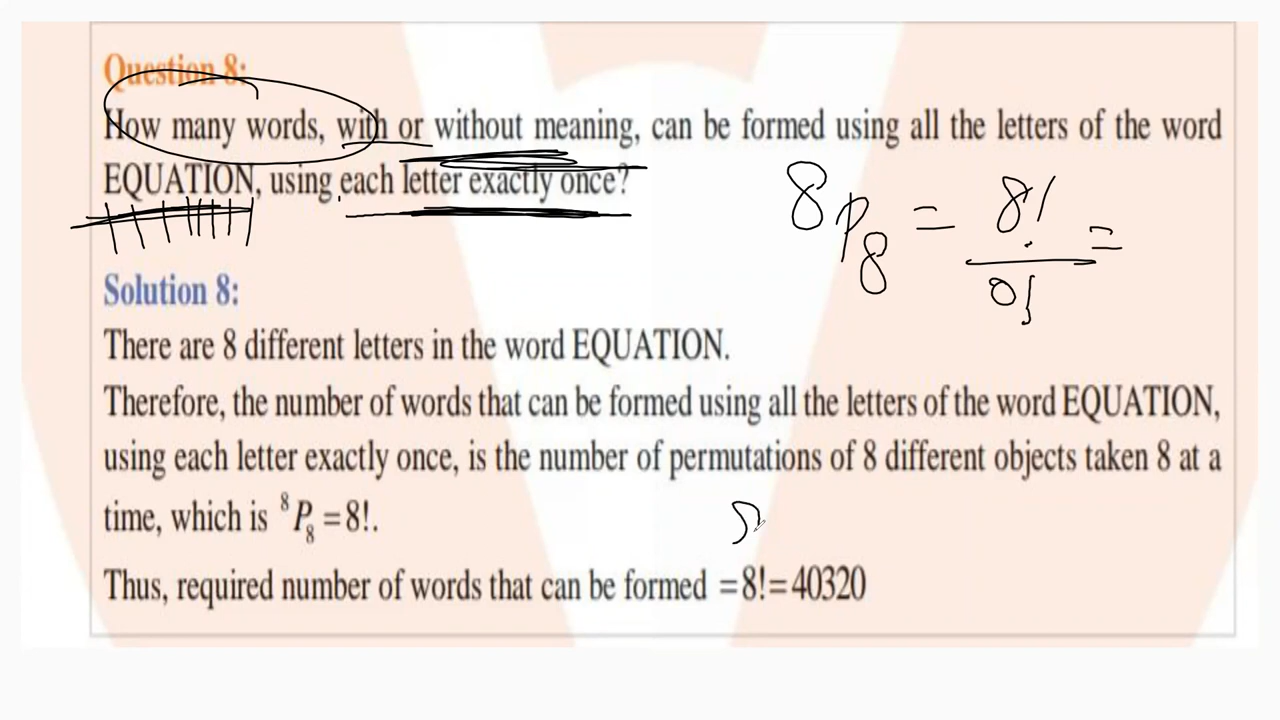 Question 8:
How many words, with or without meaning, can be formed using all the letters of the word
EQUATION, using each letter exactly once?
8P8 = 8! / 0! =
Solution 8:
There are 8 different letters in the word EQUATION.
Therefore, the number of words that can be formed using all the letters of the word EQUATION,
using each letter exactly once, is the number of permutations of 8 different objects taken 8 at a
time, which is ⁸P₈ = 8!.
Thus, required number of words that can be formed = 8! = 40320